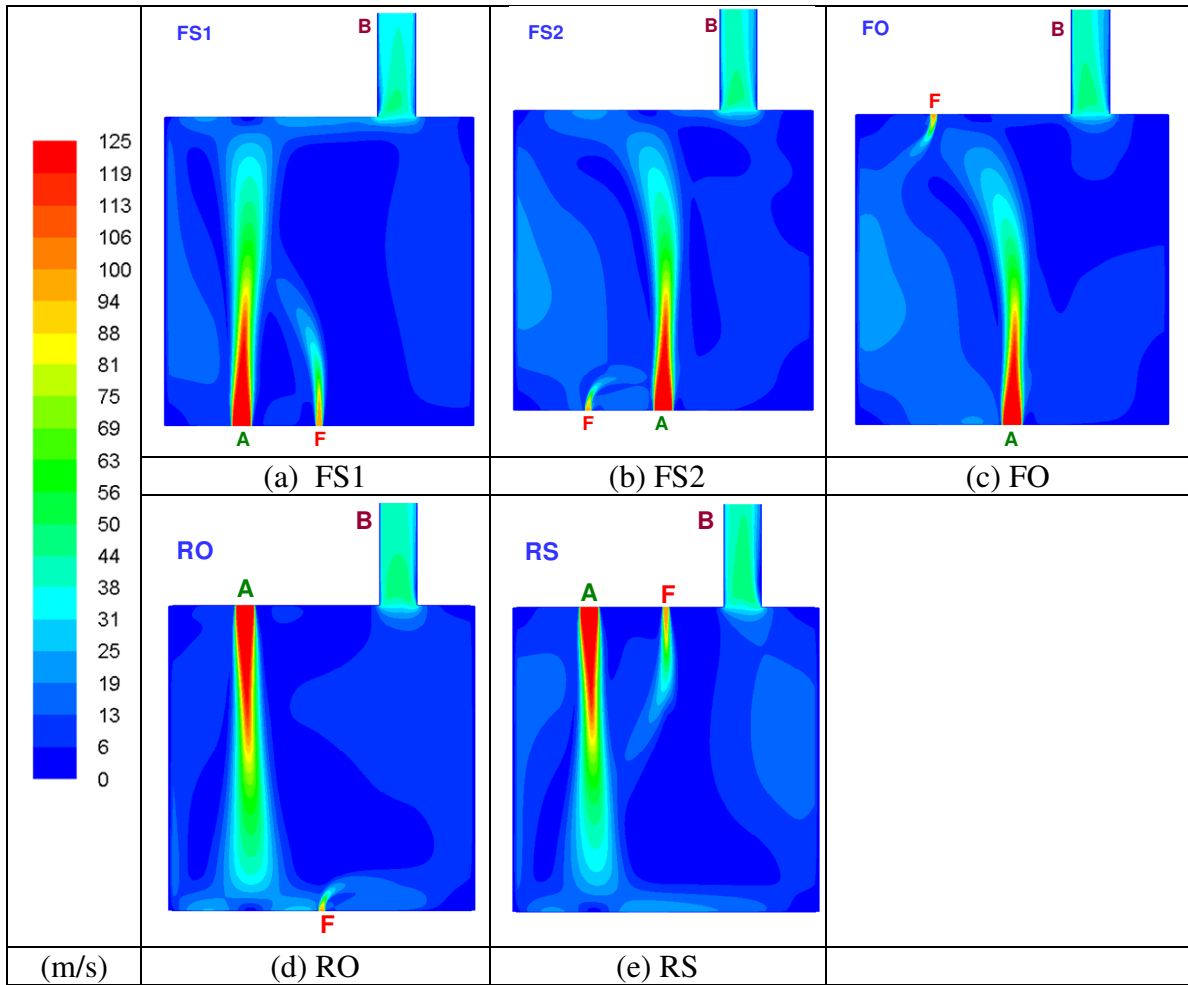 FS1
B
A
F
FS2
B
F
A
FO
B
F
A
125
119
113
106
100
94
88
81
75
69
63
56
50
44
38
31
25
19
13
6
0
(a) FS1
(b) FS2
(c) FO
RO
B
A
F
RS
B
A
F
(m/s)
(d) RO
(e) RS